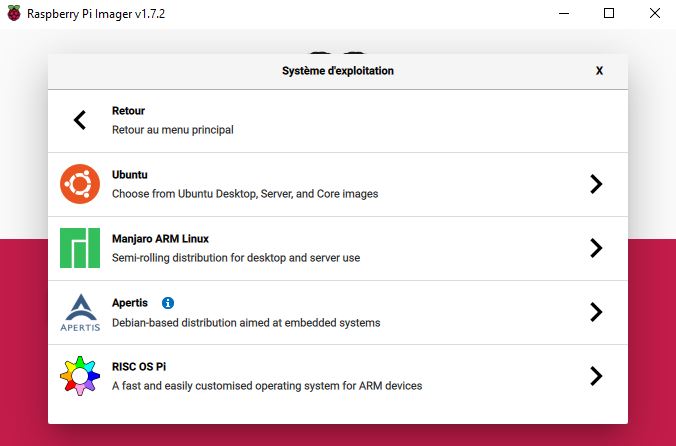 Raspberry Pi Imager v1.7.2
Système d'exploitation X
Retour
Retour au menu principal
Ubuntu
Choose from Ubuntu Desktop, Server, and Core images
Manjaro ARM Linux
Semi-rolling distribution for desktop and server use
Apertis
APERTIS
Debian-based distribution aimed at embedded systems
RISC OS Pi
A fast and easily customised operating system for ARM devices